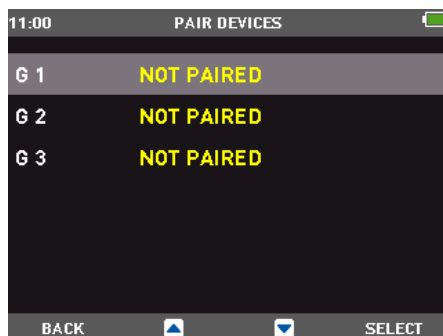 11:00 PAIR DEVICES
G 1 NOT PAIRED
G 2 NOT PAIRED
G 3 NOT PAIRED
BACK SELECT